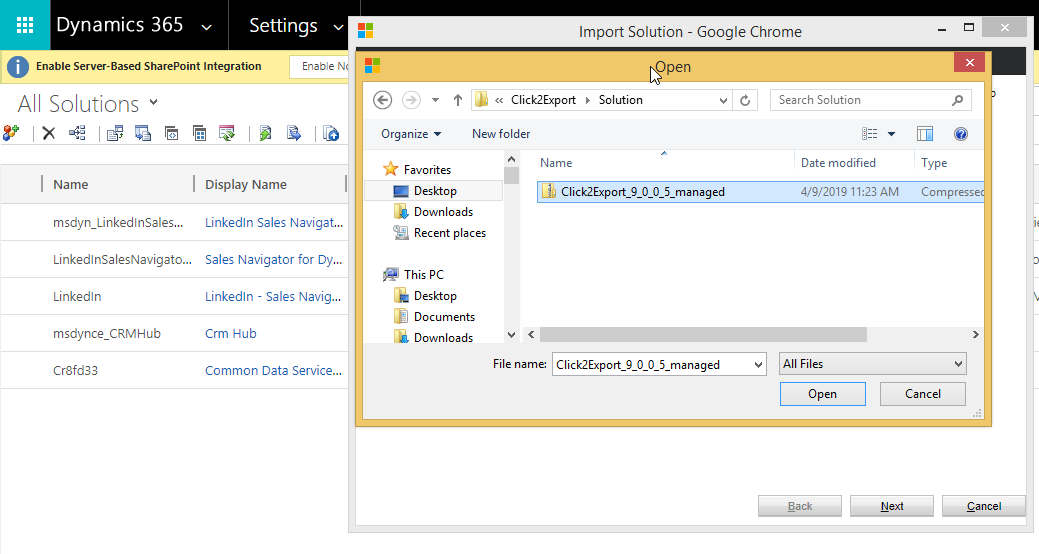 Dynamics 365
Settings
Import Solution - Google Chrome
Enable Server-Based SharePoint Integration
Enable No
Open
All Solutions
Click2Export
Solution
Search Solution
Organize
New folder
Name
Display Name
Favorites
Desktop
Downloads
Recent places
This PC
Desktop
Documents
Downloads
Name
Date modified
Type
Click2Export_9_0_0_5_managed
4/9/2019 11:23 AM
Compressed
msdyn_LinkedInSales...
LinkedIn Sales Navigat...
LinkedInSalesNavigato...
Sales Navigator for Dy...
LinkedIn
LinkedIn - Sales Navig...
msdynce_CRMHub
Crm Hub
Cr8fd33
Common Data Service...
File name:
Click2Export_9_0_0_5_managed
All Files
Open
Cancel
Back
Next
Cancel